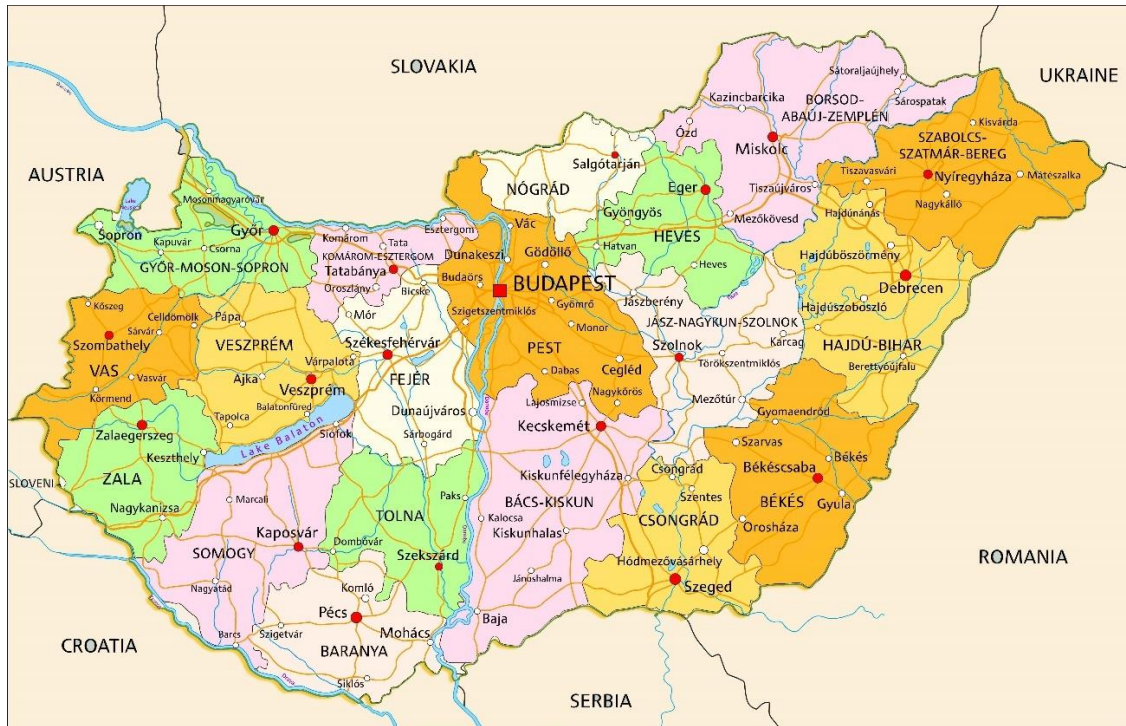 SLOVAKIA
UKRAINE
AUSTRIA
SLOVENI
CROATIA
SERBIA
ROMANIA
Sátoraljaújhely
Kazincbarcika
BORSOD-
ABAÚJ-ZEMPLÉN
Sárospatak
Ózd
Miskolc
Kisvárda
SZABOLCS-
SZATMÁR-BEREG
Nyíregyháza
Mátészalka
Tiszavasvári
Nagykálló
Tiszaújváros
Mezőkövesd
Salgótarján
NÓGRÁD
Eger
Gyöngyös
HEVES
Hatvan
Heves
Hajdúnánás
Hajdúböszörmény
Debrecen
Hajdúszoboszló
HAJDÚ-BIHAR
Berettyóújfalu
Mosonmagyaróvár
Sopron
Győr
Kapuvár
Csorna
GYŐR-MOSON-SOPRON
Komárom
Tata
Esztergom
KOMÁROM-ESZTERGOM
Tatabánya
Oroszlány
Bicske
Vác
Dunakeszi
Gödöllő
Budaörs
BUDAPEST
Gyömrő
Szigetszentmiklós
Monor
PEST
Dabas
Cegléd
Nagykőrös
Jászberény
JÁSZ-NAGYKUN-SZOLNOK
Szolnok
Karcag
Törökszentmiklós
Mezőtúr
Kőszeg
Celldömölk
Sárvár
Szombathely
VAS
Vasvár
Körmend
Pápa
VESZPRÉM
Várpalota
Ajka
Veszprém
Balatonfüred
Tapolca
Mór
Székesfehérvár
FEJÉR
Dunaújváros
Sárbogárd
Siófok
Lake Balaton
Zalaegerszeg
Keszthely
ZALA
Nagykanizsa
Marcali
Kaposvár
SOMOGY
Nagyatád
Barcs
Paks
TOLNA
Dombóvár
Szekszárd
Komló
Pécs
Szigetvár
Mohács
BARANYA
Siklós
Lajosmizse
Kecskemét
Kiskunfélegyháza
BÁCS-KISKUN
Kalocsa
Kiskunhalas
Jánoshalma
Baja
Csongrád
Szentes
CSONGRÁD
Hódmezővásárhely
Szeged
Gyomaendrőd
Szarvas
Békés
Békéscsaba
BÉKÉS
Gyula
Orosháza